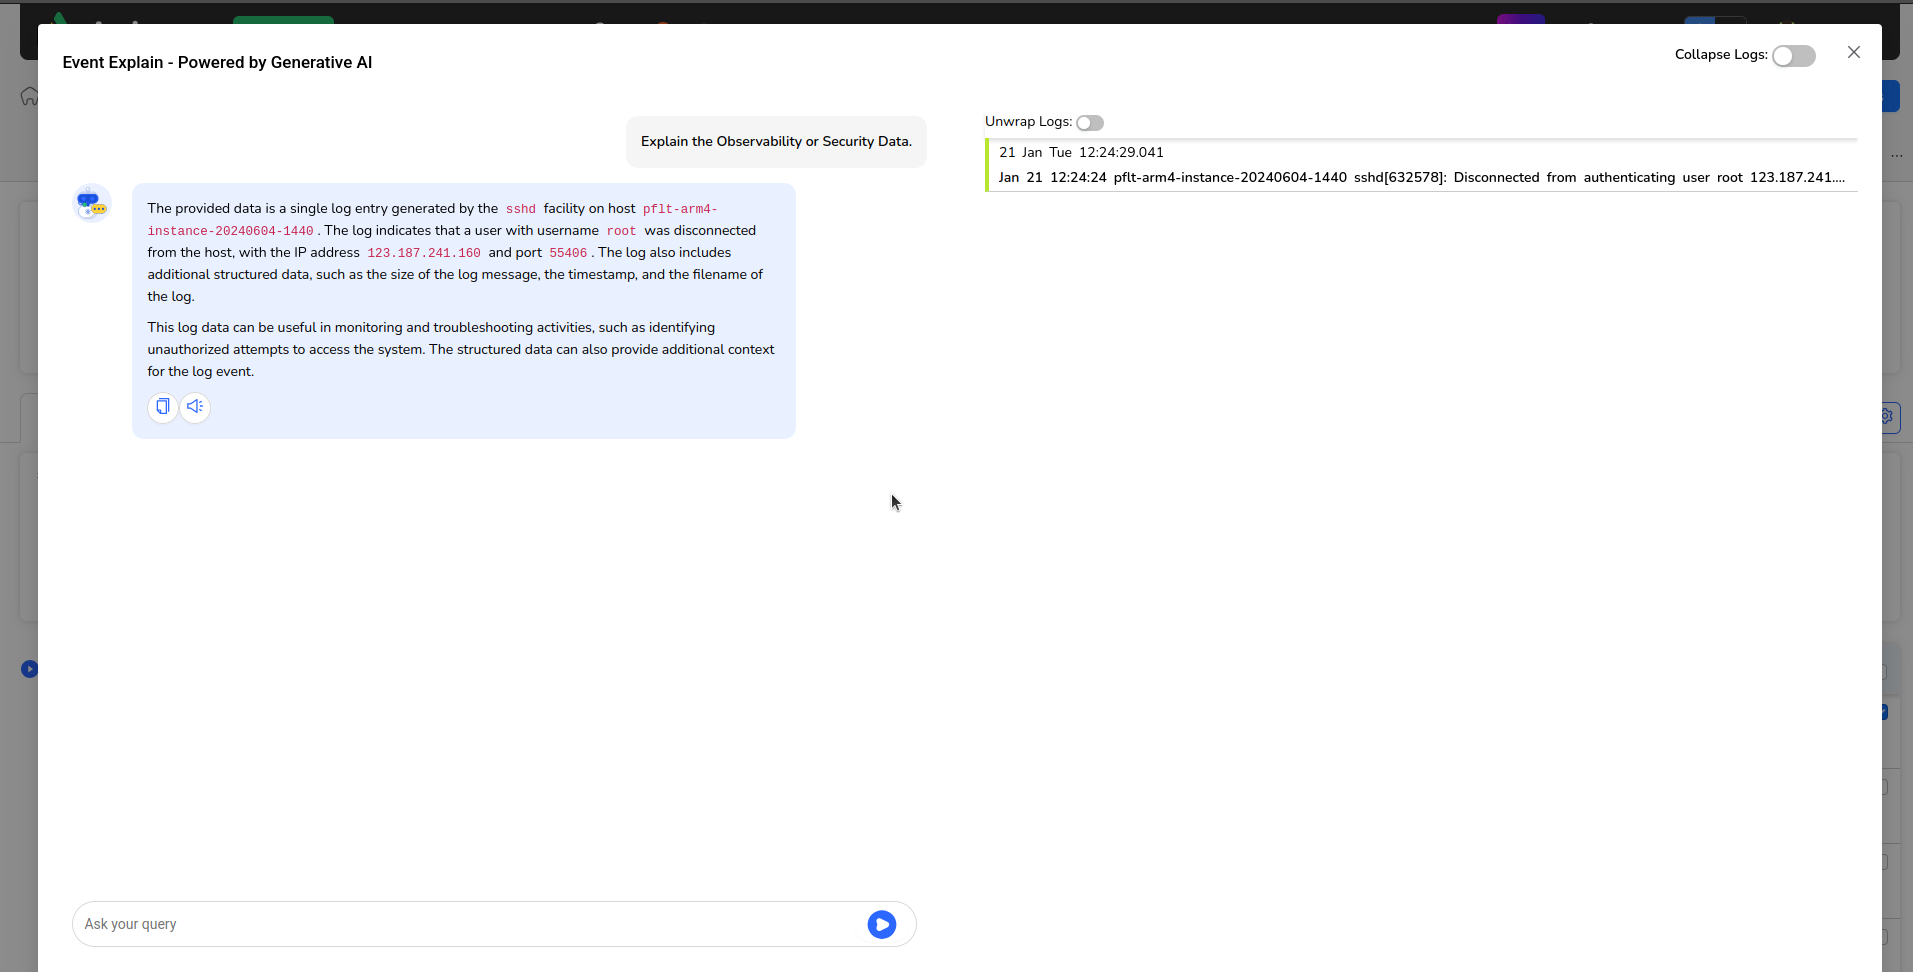 Event Explain - Powered by Generative AI
Collapse Logs:
Explain the Observability or Security Data.
The provided data is a single log entry generated by the sshd facility on host pflt-arm4-
instance-20240604-1440 . The log indicates that a user with username root was disconnected
from the host, with the IP address 123.187.241.160 and port 55406 . The log also includes
additional structured data, such as the size of the log message, the timestamp, and the filename of
the log.
This log data can be useful in monitoring and troubleshooting activities, such as identifying
unauthorized attempts to access the system. The structured data can also provide additional context
for the log event.
Unwrap Logs:
21 Jan Tue 12:24:29.041
Jan 21 12:24:24 pflt-arm4-instance-20240604-1440 sshd[632578]: Disconnected from authenticating user root 123.187.241....
Ask your query